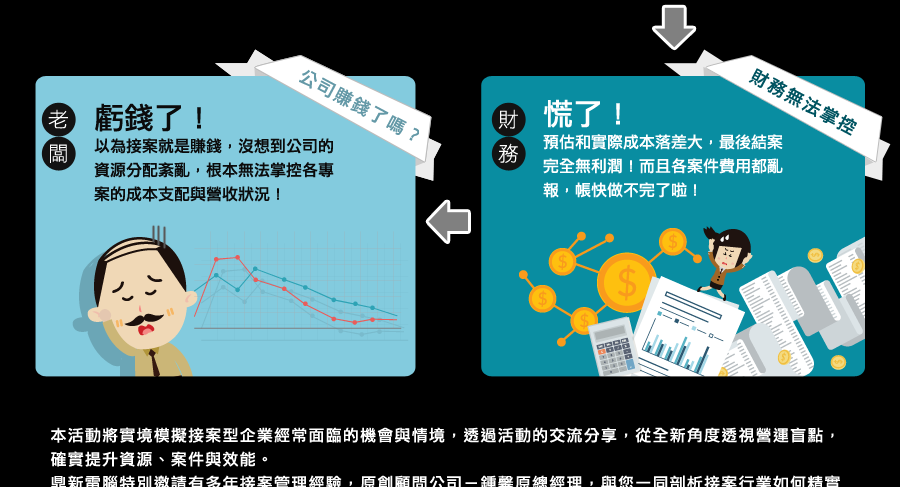 公司賺錢了嗎？
老闆
虧錢了！
以為接案就是賺錢，沒想到公司的
資源分配紊亂，根本無法掌控各專
案的成本支配與營收狀況！
財務無法掌控
財務
慌了！
預估和實際成本落差大，最後結案
完全無利潤！而且各案件費用都亂
報，帳快做不完了啦！
本活動將實境模擬接案型企業經常面臨的機會與情境，透過活動的交流分享，從全新角度透視營運盲點，
確實提升資源、案件與效能。
鼎新電腦特別邀請有多年接案管理經驗，原創顧問公司－鍾馨原總經理，與您一同剖析接案行業如何精實